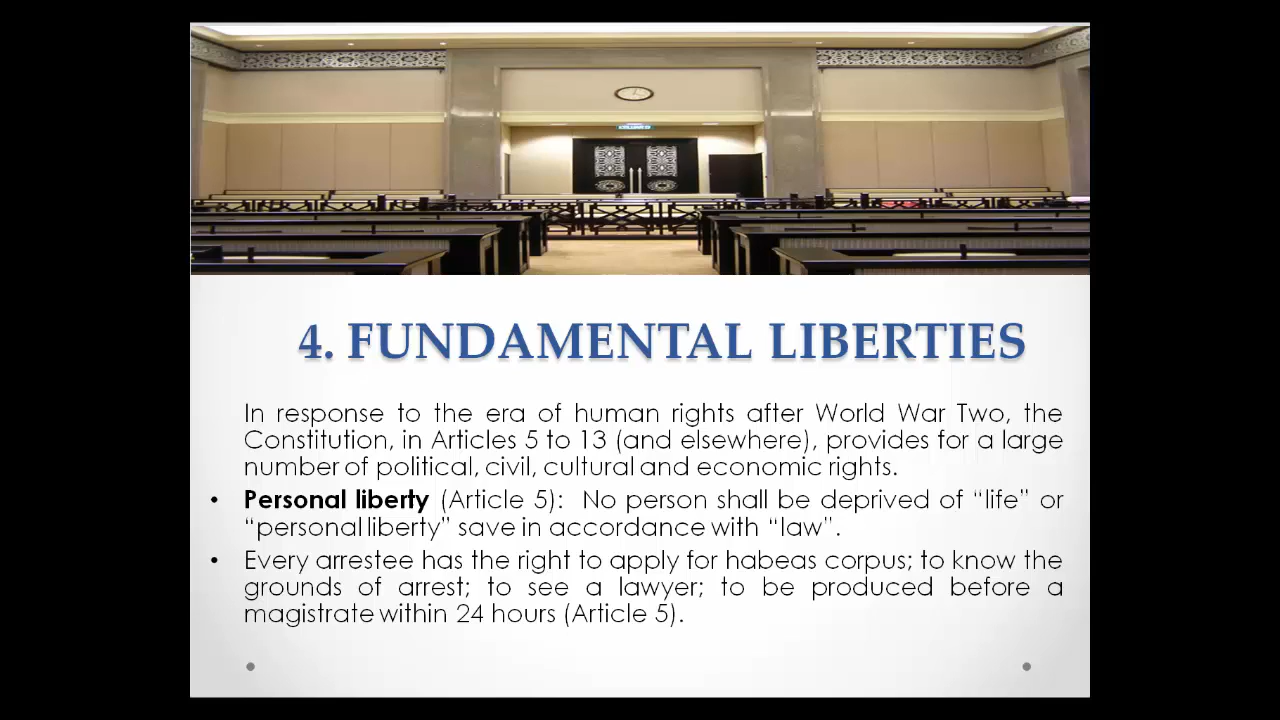 4. FUNDAMENTAL LIBERTIES
In response to the era of human rights after World War Two, the
Constitution, in Articles 5 to 13 (and elsewhere), provides for a large
number of political, civil, cultural and economic rights.
• Personal liberty (Article 5): No person shall be deprived of “life” or
“personal liberty” save in accordance with “law”.
• Every arrestee has the right to apply for habeas corpus; to know the
grounds of arrest; to see a lawyer; to be produced before a
magistrate within 24 hours (Article 5).